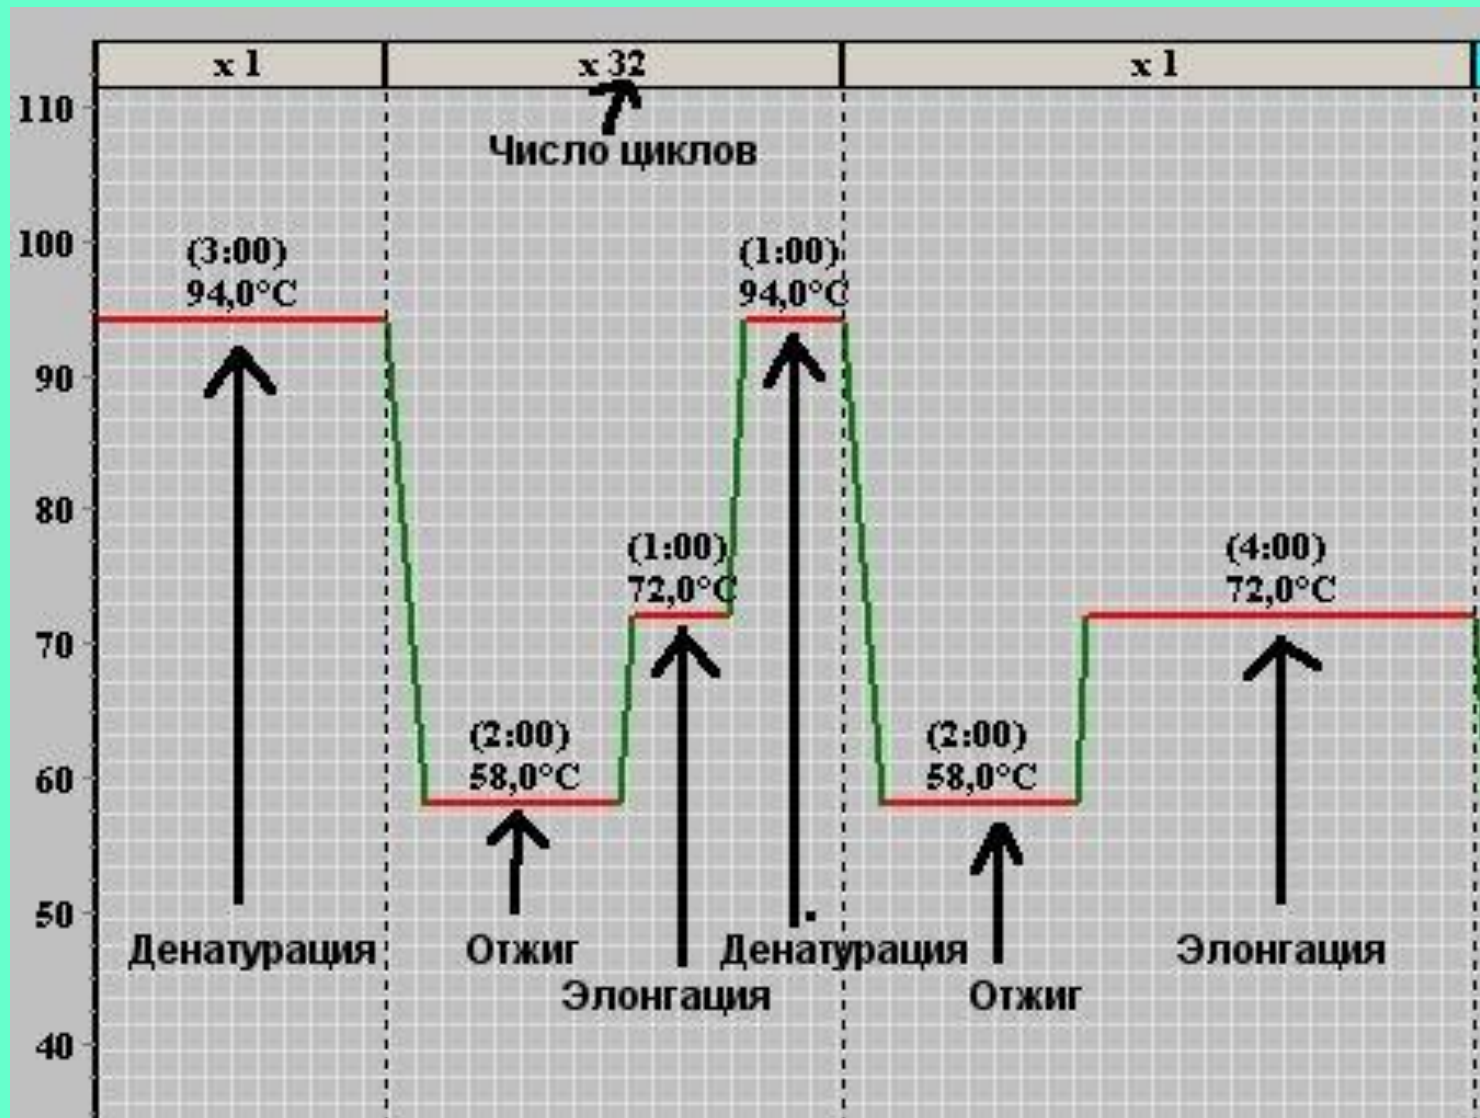 x 1
x 32
x 1
110
Число циклов
100
(3:00)
94,0°C
(1:00)
94,0°C
90
80
(1:00)
72,0°C
(4:00)
72,0°C
70
(2:00)
58,0°C
(2:00)
58,0°C
60
50
Денатурация
Отжиг
Денатурация
Элонгация
Элонгация
Отжиг
40